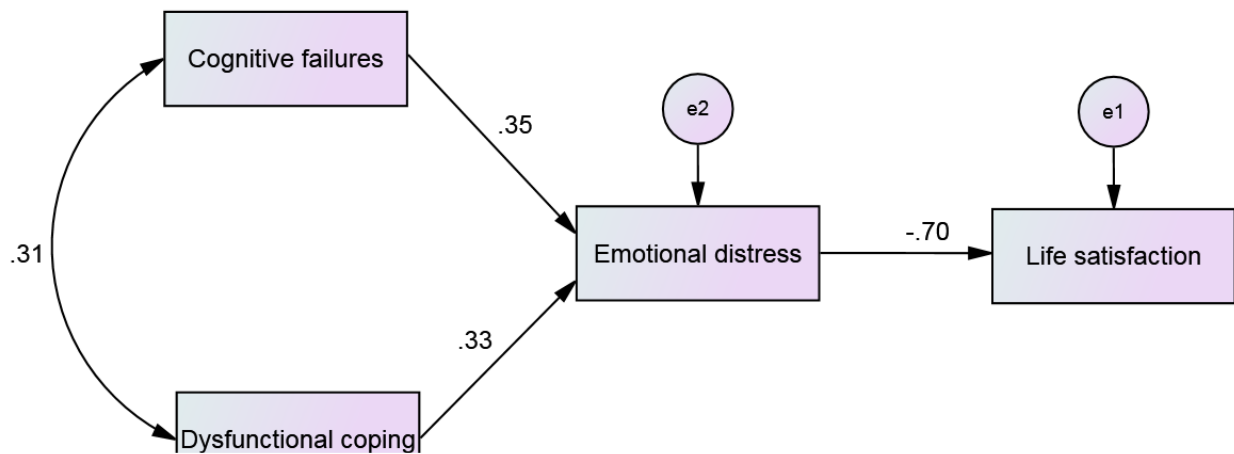 Cognitive failures
e2
e1
.35
Emotional distress
-.70
Life satisfaction
.31
.33
Dysfunctional coping